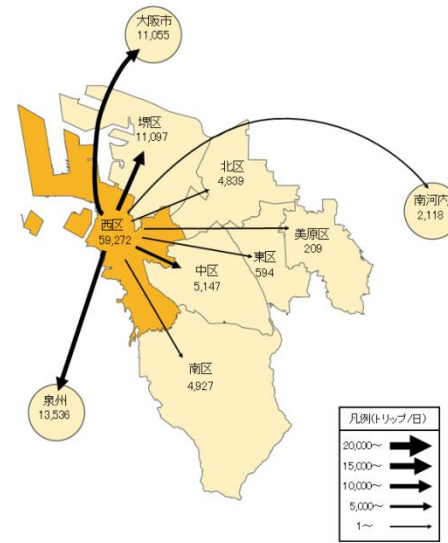 大阪市
11,055
堺区
11,097
北区
4,839
南河内
2,118
西区
59,272
美原区
209
東区
594
中区
5,147
南区
4,927
泉州
13,536
凡例(トリップ/日)
20,000～
15,000～
10,000～
5,000～
1～